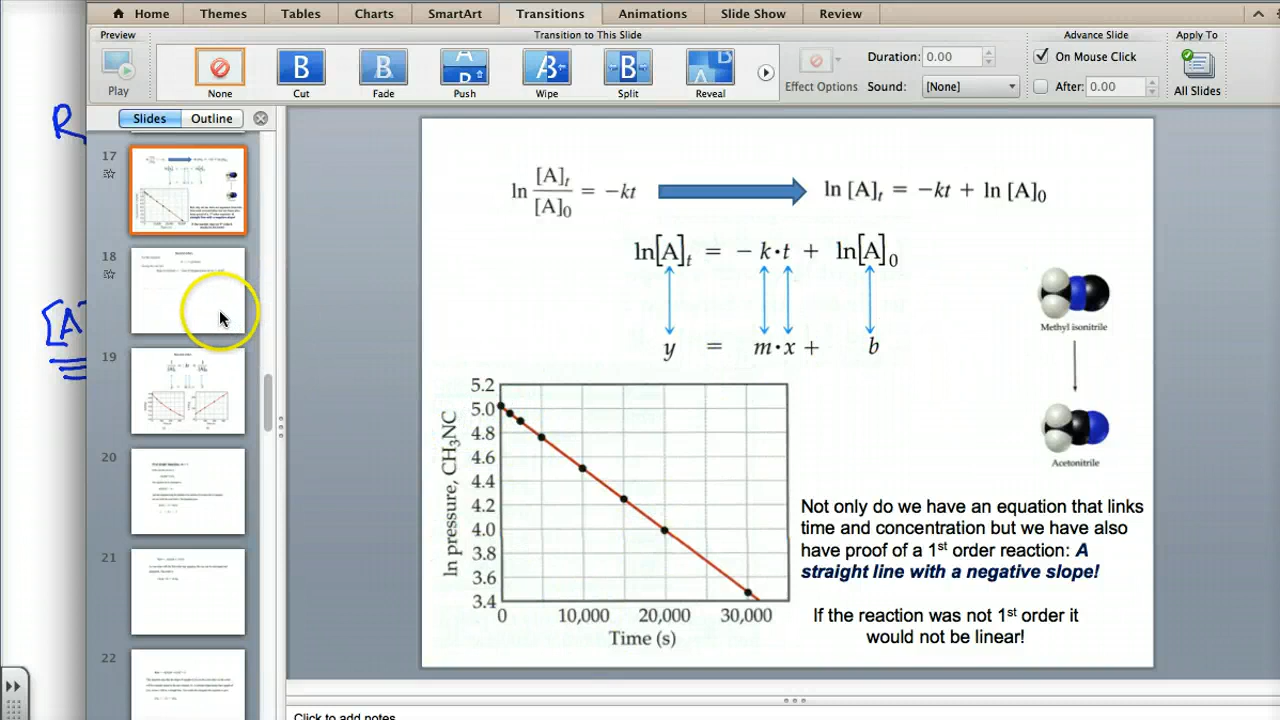 Home Themes Tables Charts SmartArt Transitions Animations Slide Show Review
Preview Transition to This Slide Advance Slide Apply To
Play None Cut Fade Push Wipe Split Reveal Effect Options Duration: 0.00 On Mouse Click All Slides
Sound: [None] After: 0.00
Slides Outline
17
18
19
20
21
22
R
[A
ln [A]t/[A]0 = −kt ln [A]t = −kt + ln [A]0
ln[A]t = − k·t + ln[A]0
y = m·x + b
Methyl isonitrile
Acetonitrile
ln pressure, CH3NC
5.2
5.0
4.8
4.6
4.4
4.2
4.0
3.8
3.6
3.4
0 10,000 20,000 30,000
Time (s)
Not only do we have an equation that links
time and concentration but we have also
have proof of a 1st order reaction: A
straight line with a negative slope!
If the reaction was not 1st order it
would not be linear!
Click to add notes